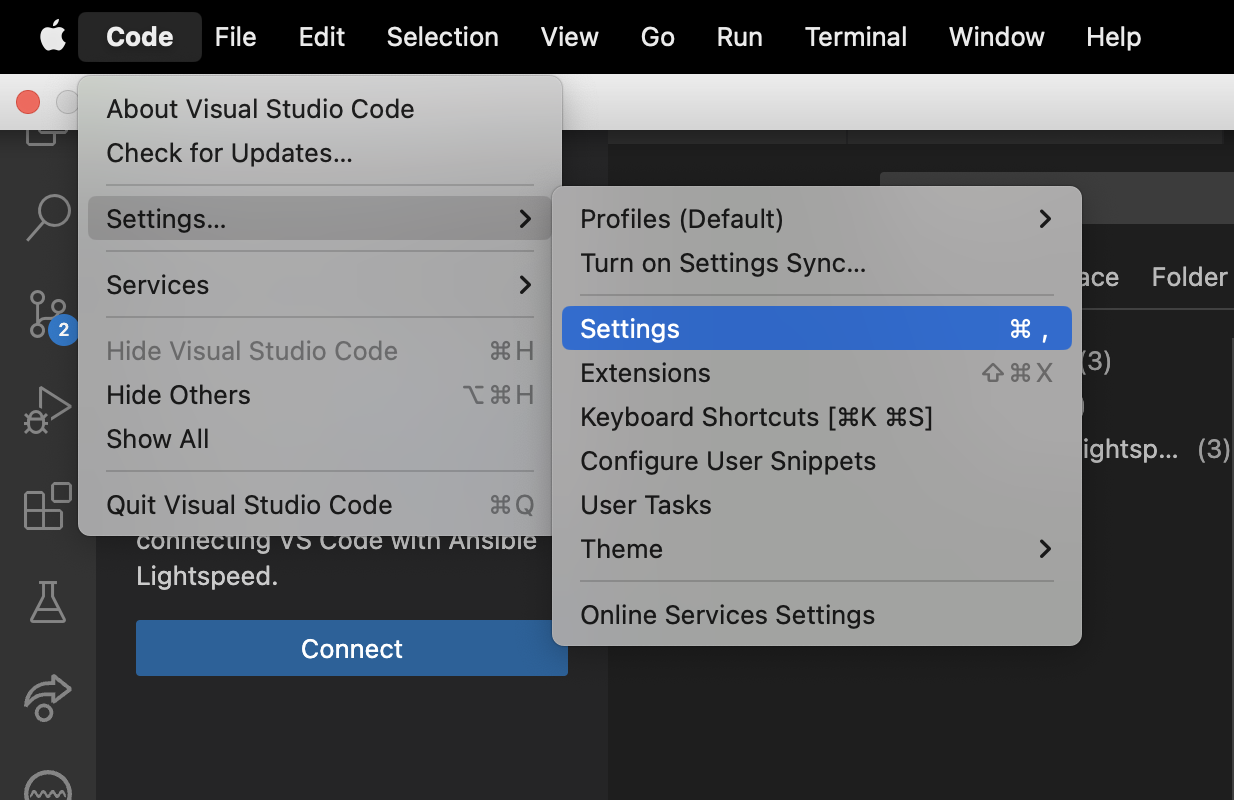 Code File Edit Selection View Go Run Terminal Window Help
About Visual Studio Code
Check for Updates...
Settings...
Services
Hide Visual Studio Code ⌘H
Hide Others ⌥⌘H
Show All
Quit Visual Studio Code ⌘Q
Profiles (Default)
Turn on Settings Sync...
Settings ⌘ ,
Extensions ⇧⌘X
Keyboard Shortcuts [⌘K ⌘S]
Configure User Snippets
User Tasks
Theme
Online Services Settings
ace Folder
(3)
)
ightsp... (3)
2
connecting VS Code with Ansible
Lightspeed.
Connect